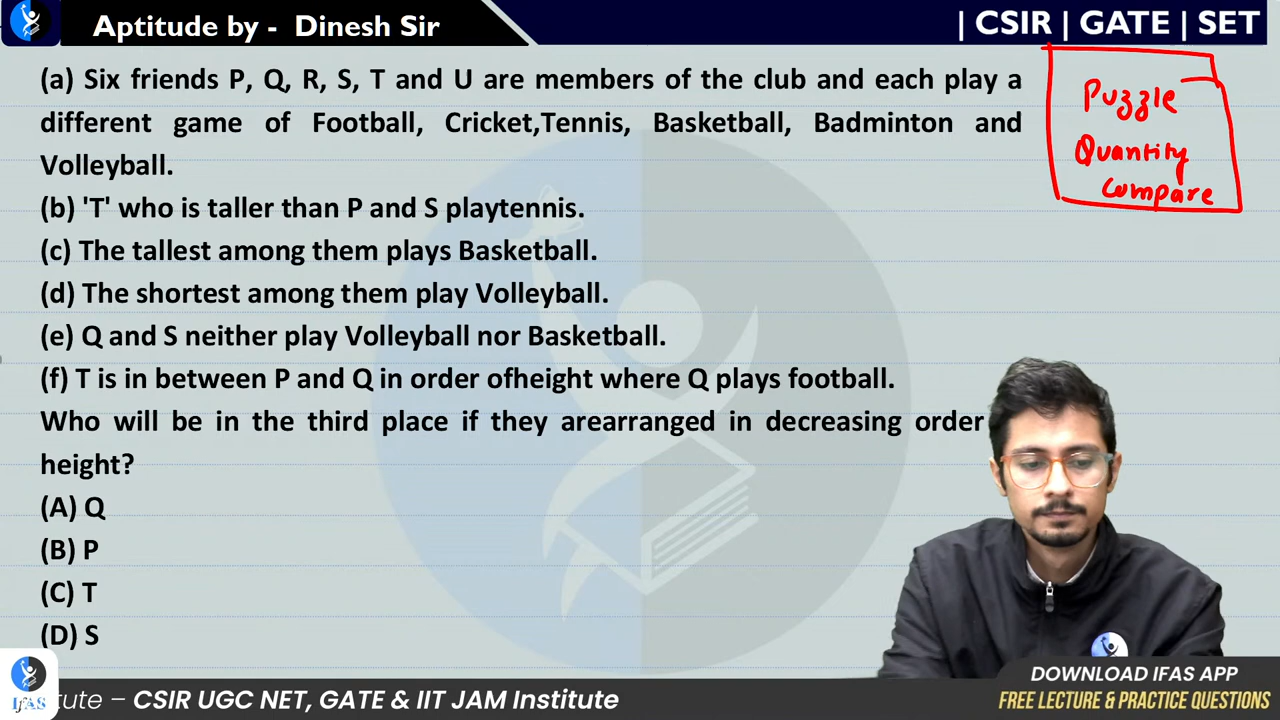 Aptitude by - Dinesh Sir
| CSIR | GATE | SET
(a) Six friends P, Q, R, S, T and U are members of the club and each play a
different game of Football, Cricket,Tennis, Basketball, Badminton and
Volleyball.
(b) 'T' who is taller than P and S playtennis.
(c) The tallest among them plays Basketball.
(d) The shortest among them play Volleyball.
(e) Q and S neither play Volleyball nor Basketball.
(f) T is in between P and Q in order ofheight where Q plays football.
Who will be in the third place if they arearranged in decreasing order
height?
(A) Q
(B) P
(C) T
(D) S
Puzzle
Quantity
Compare
IFAS
tute – CSIR UGC NET, GATE & IIT JAM Institute
DOWNLOAD IFAS APP
FREE LECTURE & PRACTICE QUESTIONS